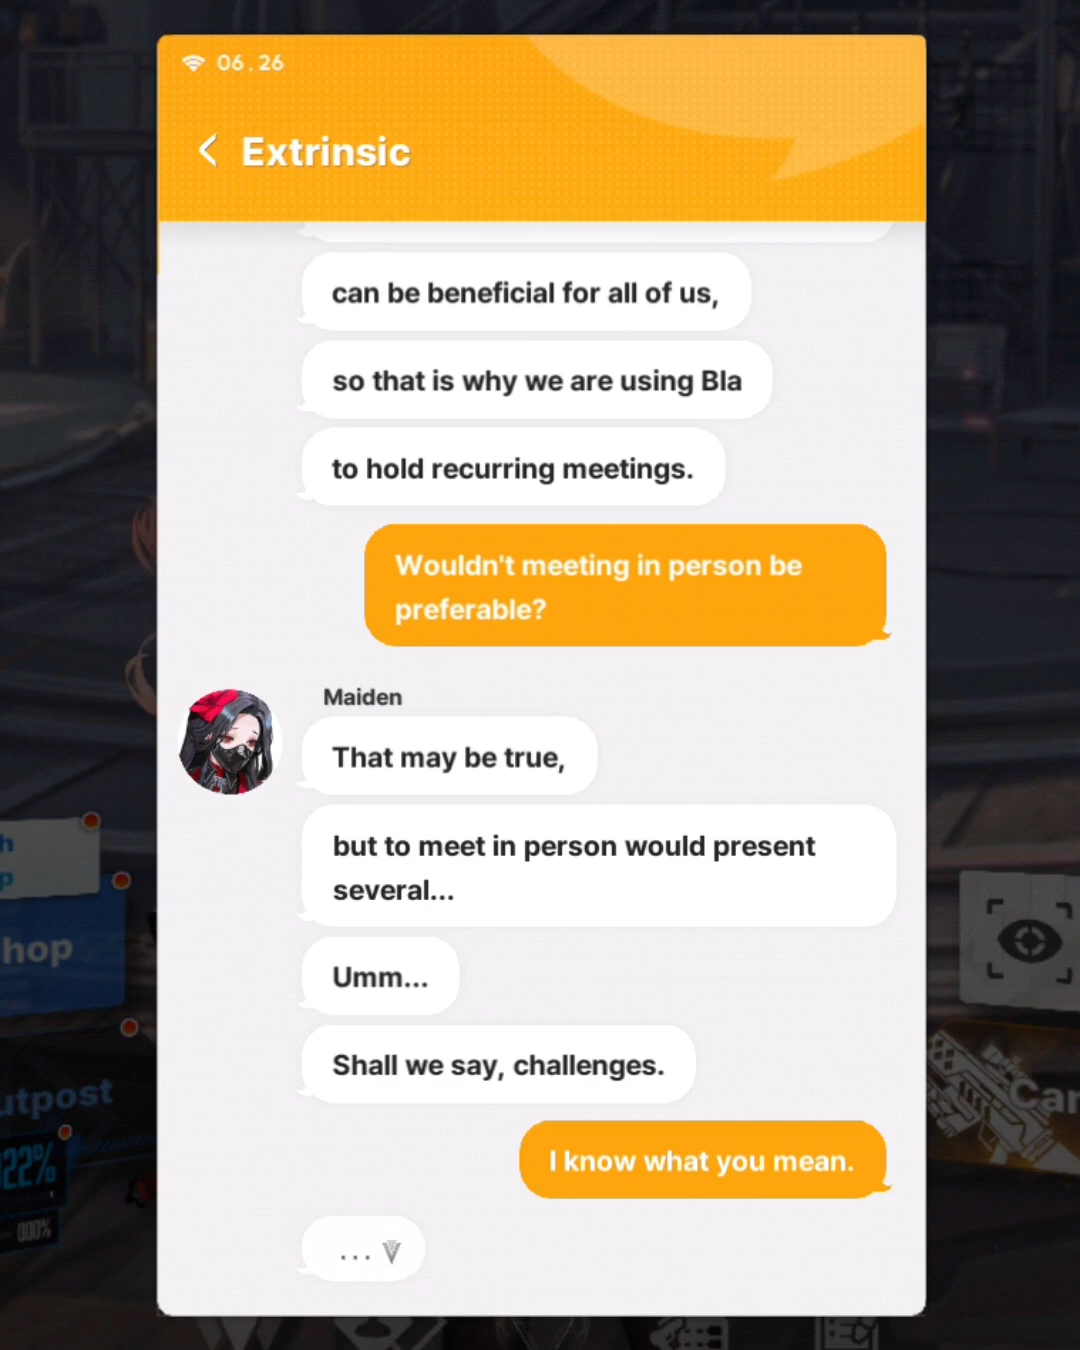 06.26
Extrinsic
can be beneficial for all of us,
so that is why we are using Bla
to hold recurring meetings.
Wouldn't meeting in person be
preferable?
Maiden
That may be true,
but to meet in person would present
several...
Umm...
Shall we say, challenges.
I know what you mean.
...
h
p
hop
utpost
22%
000%
Car